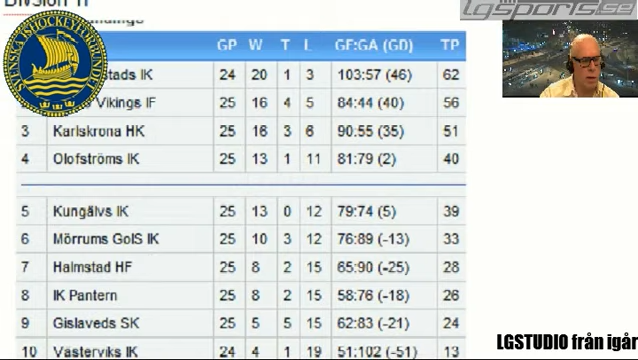 LGSports.se
GP W T L GF:GA (GD) TP
IK 24 20 1 3 103:57 (46) 62
Vikings IF 25 16 4 5 84:44 (40) 56
3 Karlskrona HK 25 16 3 6 90:55 (35) 51
4 Olofströms IK 25 13 1 11 81:79 (2) 40
5 Kungälvs IK 25 13 0 12 79:74 (5) 39
6 Mörrums GoIS IK 25 10 3 12 76:89 (-13) 33
7 Halmstad HF 25 8 2 15 65:90 (-25) 28
8 IK Pantern 25 8 2 15 58:76 (-18) 26
9 Gislaveds SK 25 5 5 15 62:83 (-21) 24
10 Västerviks IK 24 4 1 19 51:102 (-51) 13
SVENSKA ISHOCKEYFÖRBUNDET
LGSTUDIO från igår